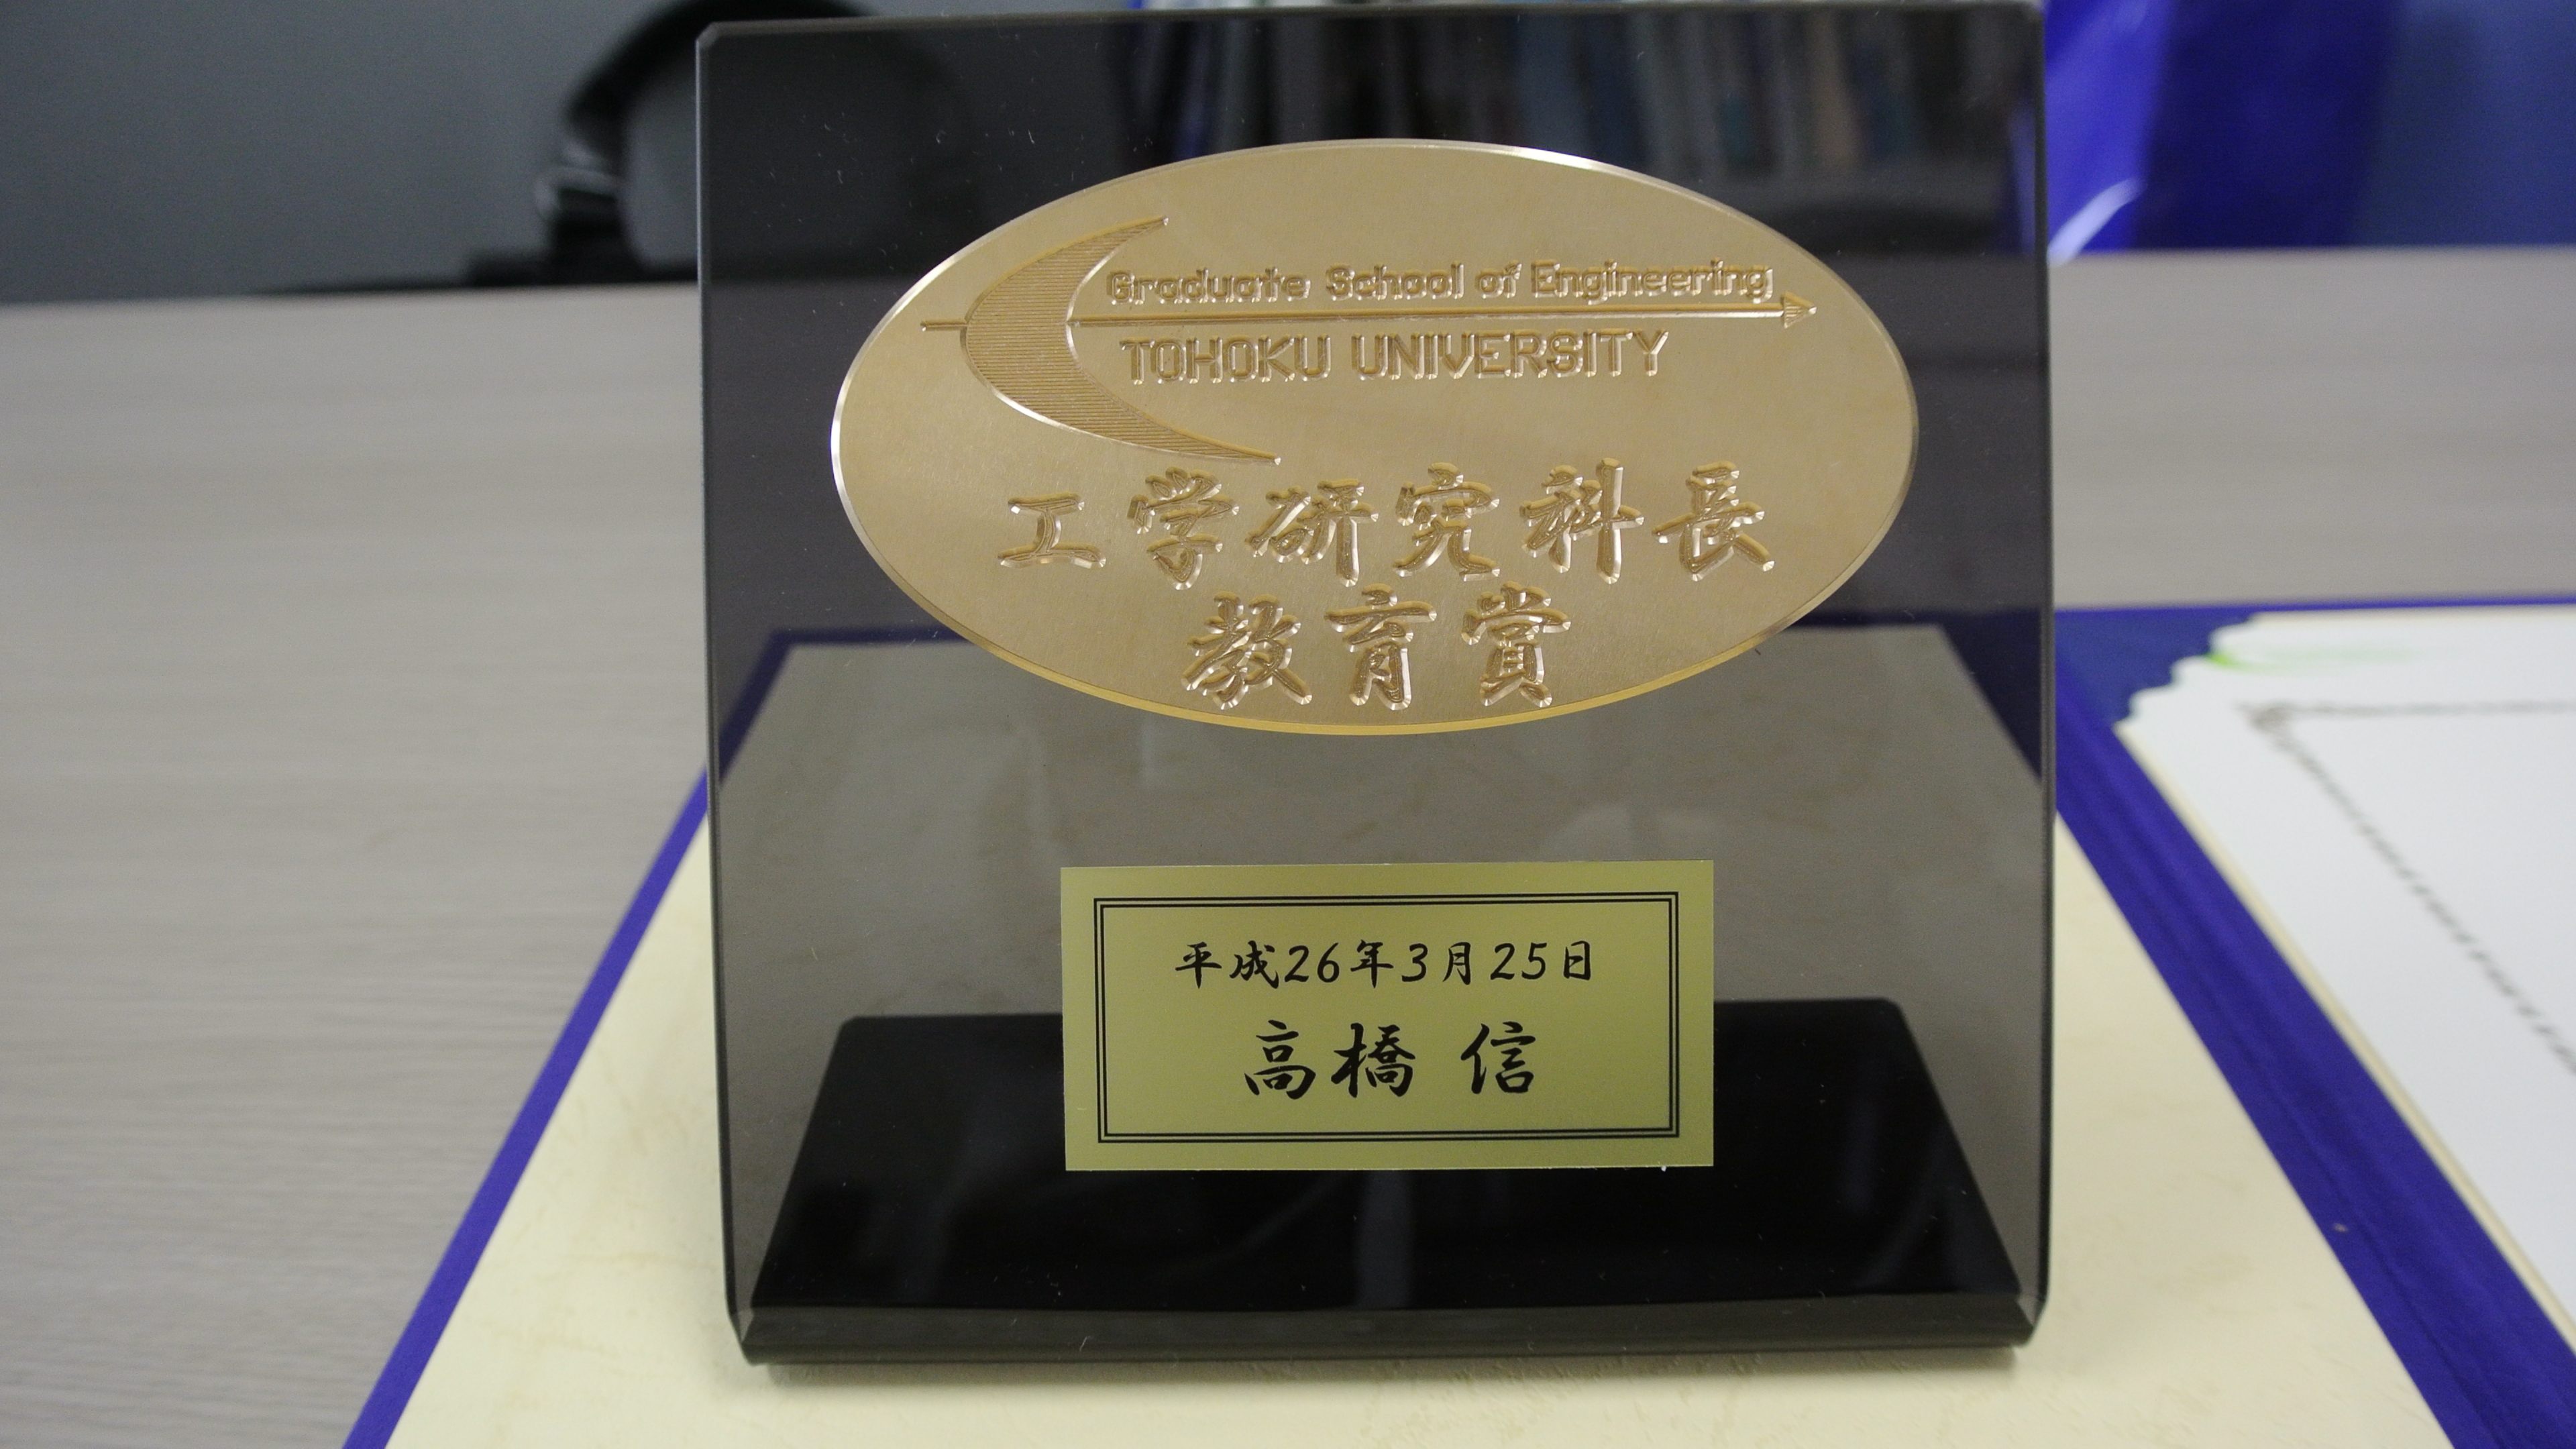 Graduate School of Engineering
TOHOKU UNIVERSITY
工学研究科長
教育賞
平成26年3月25日
高橋 信